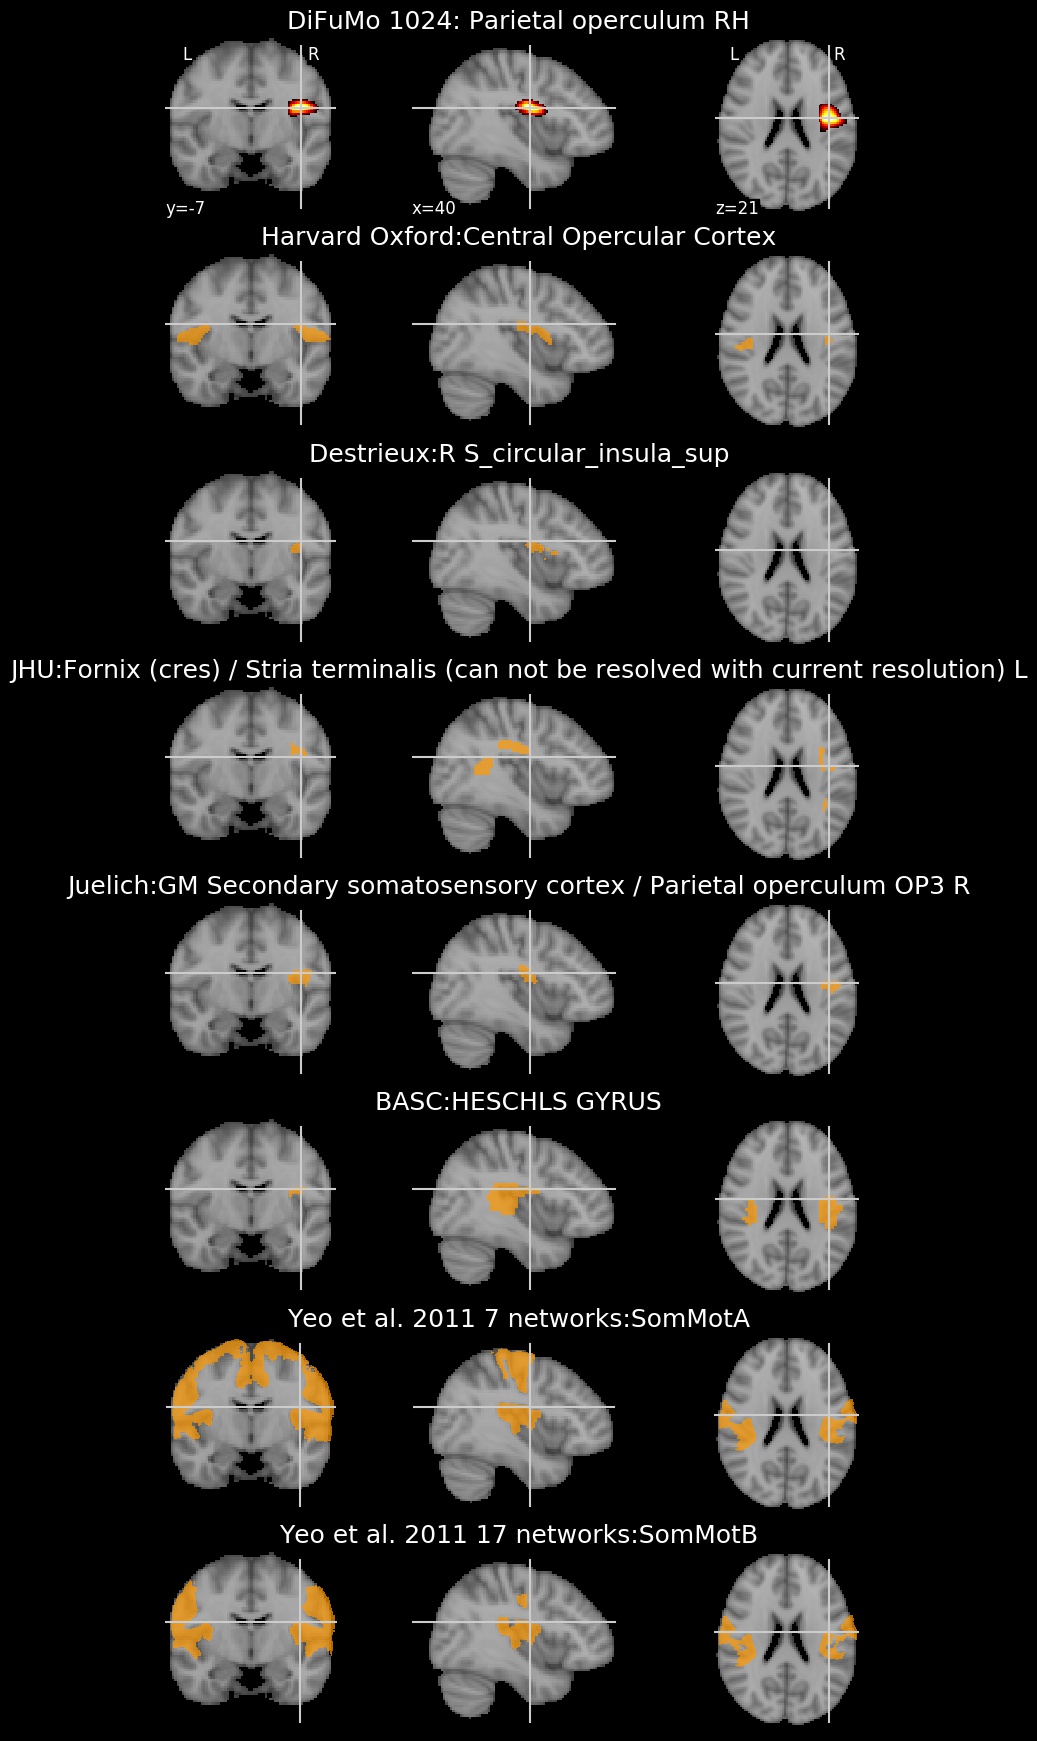 DiFuMo 1024: Parietal operculum RH
L R L R
y=-7 x=40 z=21
Harvard Oxford:Central Opercular Cortex
Destrieux:R S_circular_insula_sup
JHU:Fornix (cres) / Stria terminalis (can not be resolved with current resolution) L
Juelich:GM Secondary somatosensory cortex / Parietal operculum OP3 R
BASC:HESCHLS GYRUS
Yeo et al. 2011 7 networks:SomMotA
Yeo et al. 2011 17 networks:SomMotB